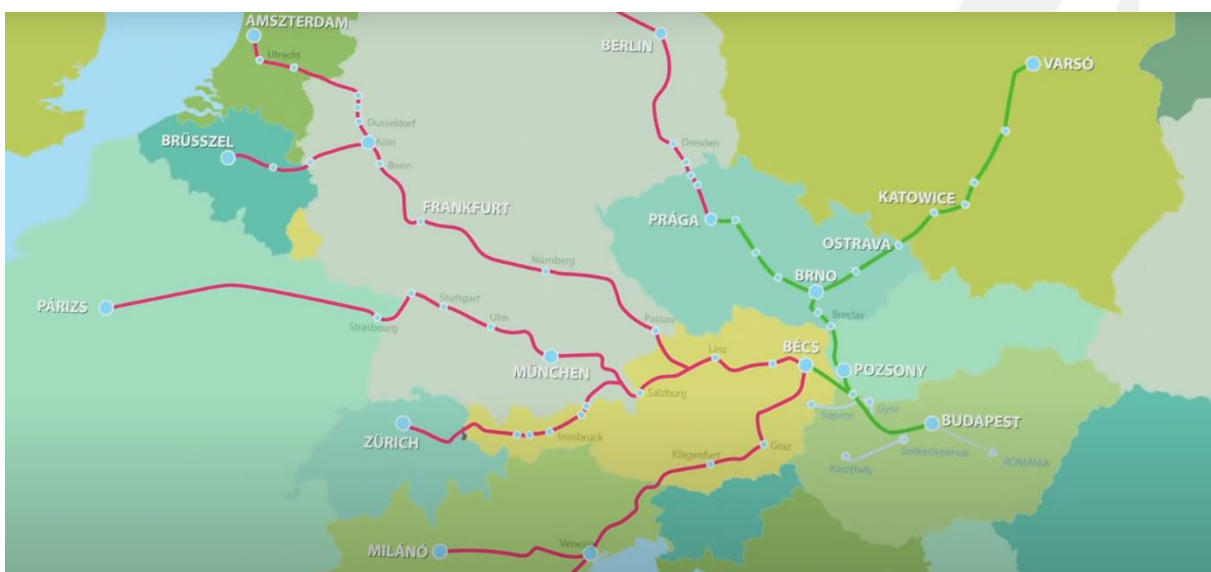 AMSZTERDAM
BERLIN
Utrecht
VARSÓ
Dusseldorf
BRÜSSZEL
Köln
Dresden
Bonn
KATOWICE
FRANKFURT
PRÁGA
OSTRAVA
Nürnberg
BRNO
PÁRIZS
Stuttgart
Strasbourg
Ulm
Passau
Breclav
BÉCS
Linz
MÜNCHEN
POZSONY
Salzburg
Sopron
Győr
ZÜRICH
Innsbruck
BUDAPEST
Graz
Klagenfurt
Székesfehérvár
Keszthely
ROMANIA
MILÁNÓ
Venezia